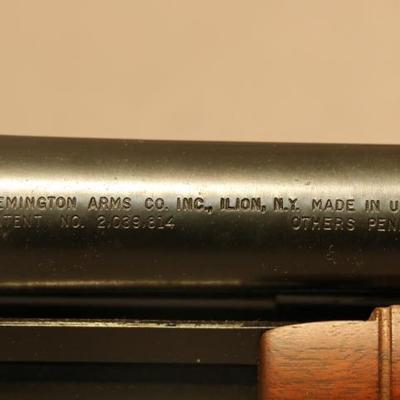 EMINGTON ARMS CO. INC., ILION, N.Y. MADE IN U
TENT NO. 2,039,814 OTHERS PEN